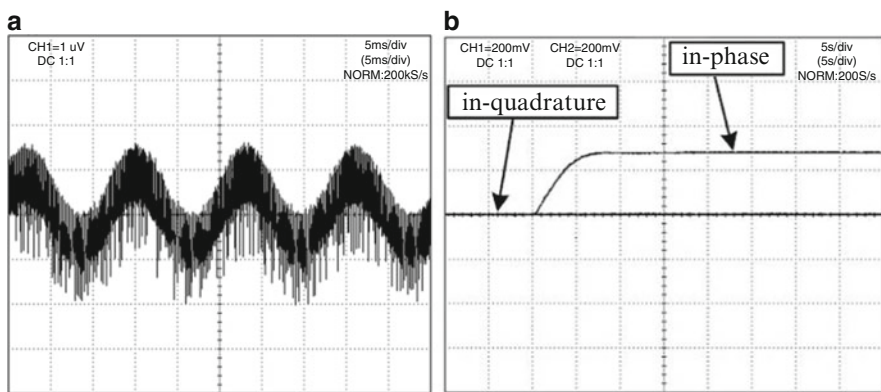 a
CH1=1 uV
DC 1:1
5ms/div
(5ms/div)
NORM:200kS/s
b
CH1=200mV
DC 1:1
CH2=200mV
DC 1:1
5s/div
(5s/div)
NORM:200S/s
in-phase
in-quadrature